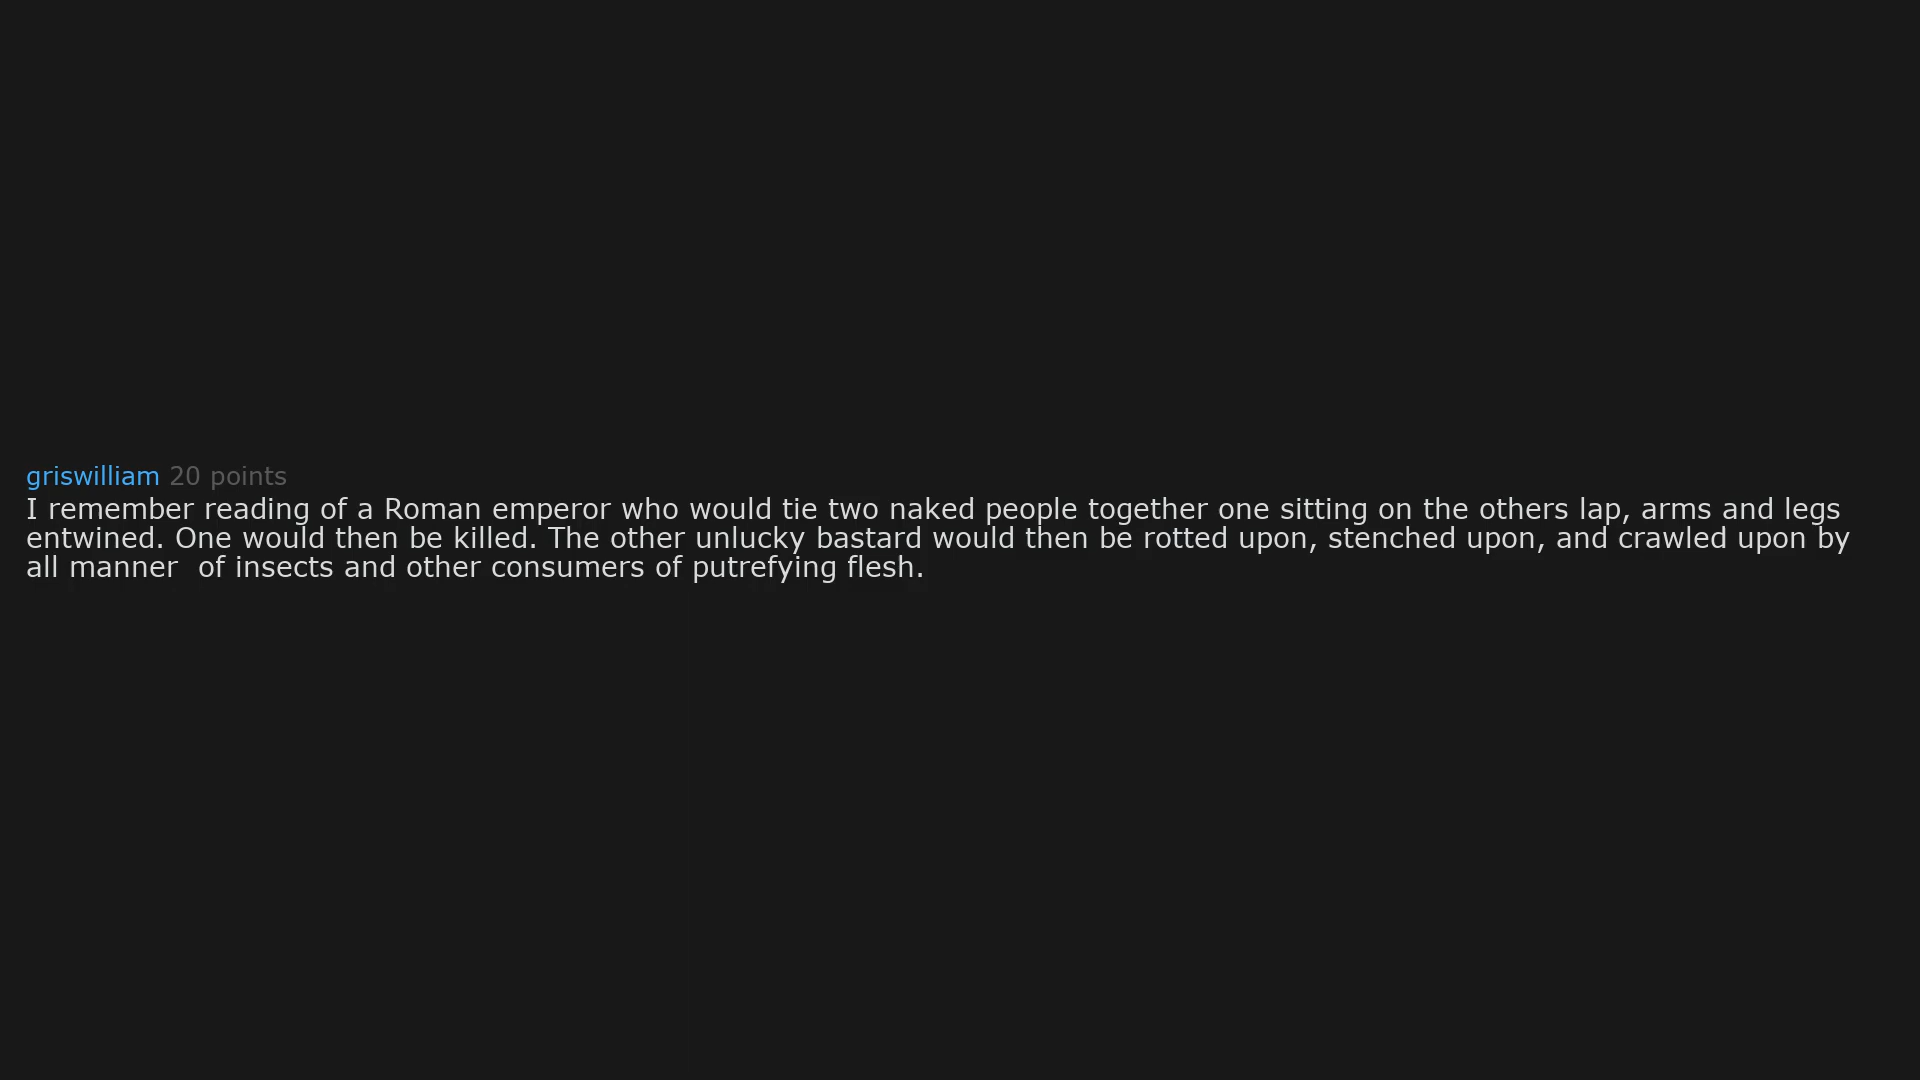 griswilliam 20 points
I remember reading of a Roman emperor who would tie two naked people together one sitting on the others lap, arms and legs
entwined. One would then be killed. The other unlucky bastard would then be rotted upon, stenched upon, and crawled upon by
all manner  of insects and other consumers of putrefying flesh.